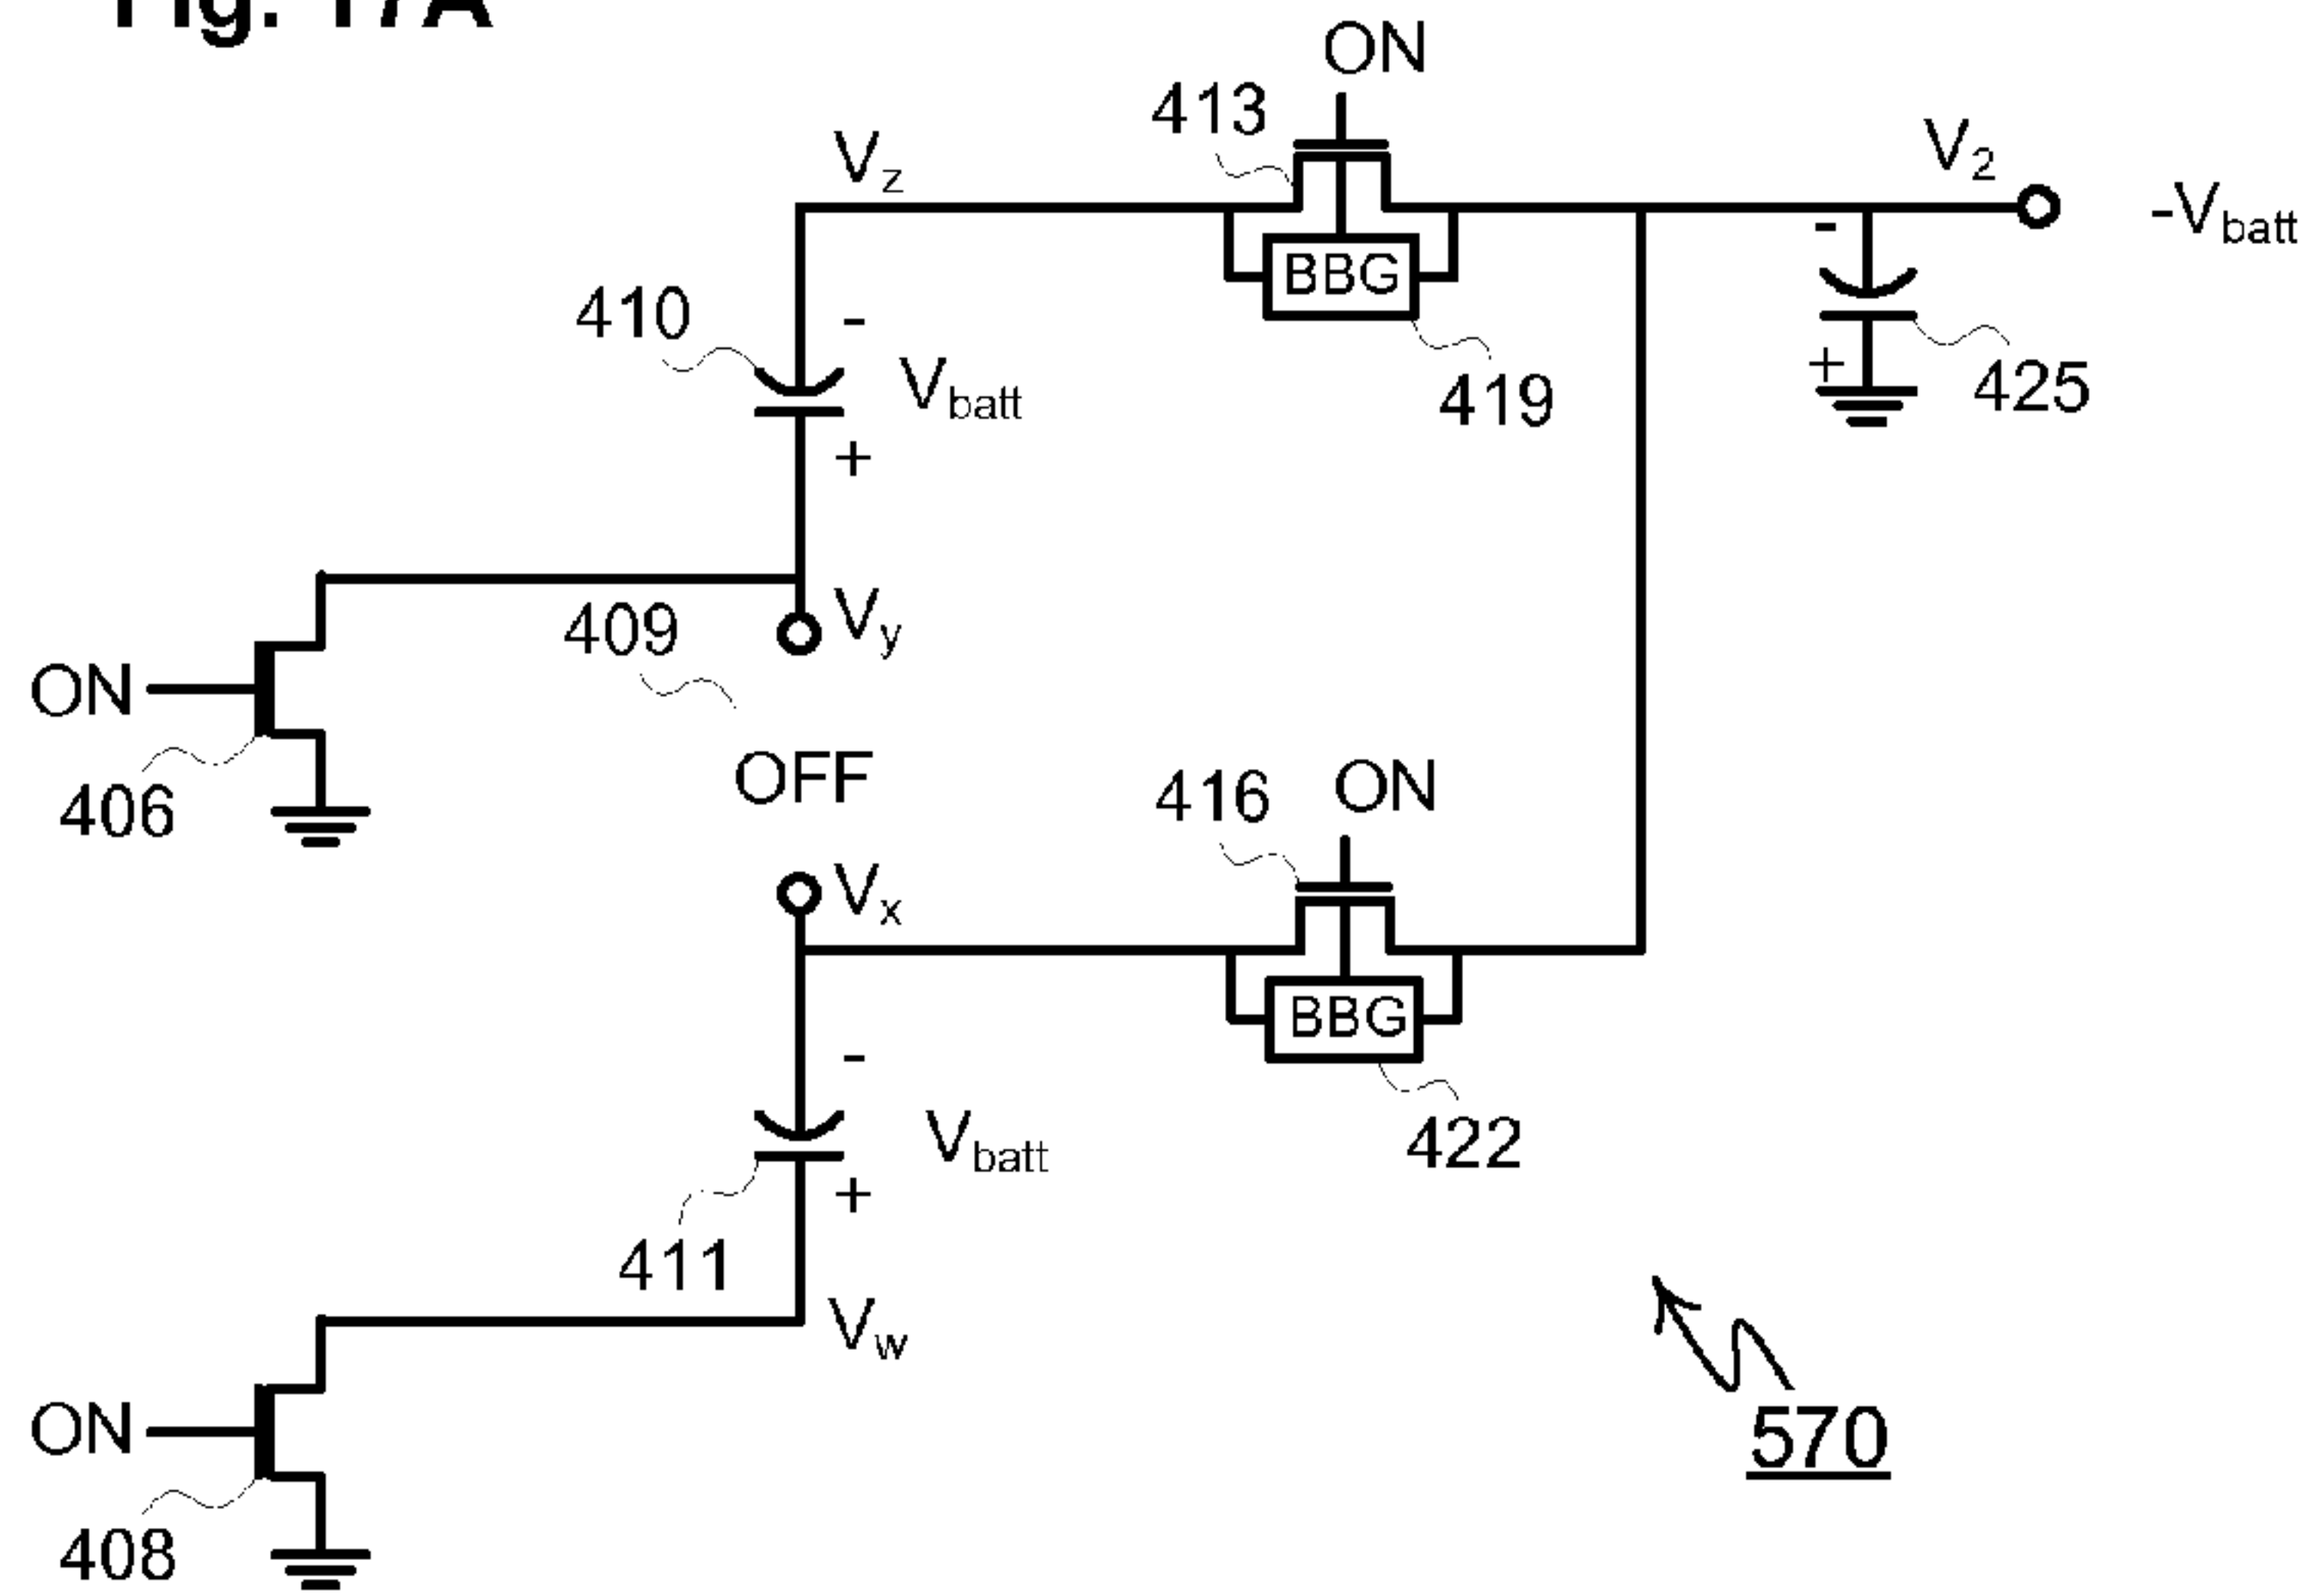 Fig. 17A
ON
413
Vz
V2
-Vbatt
BBG
-
410
-
Vbatt
+
+
425
419
409
Vy
ON
406
OFF
416
ON
Vx
BBG
-
Vbatt
422
+
411
Vw
ON
570
408